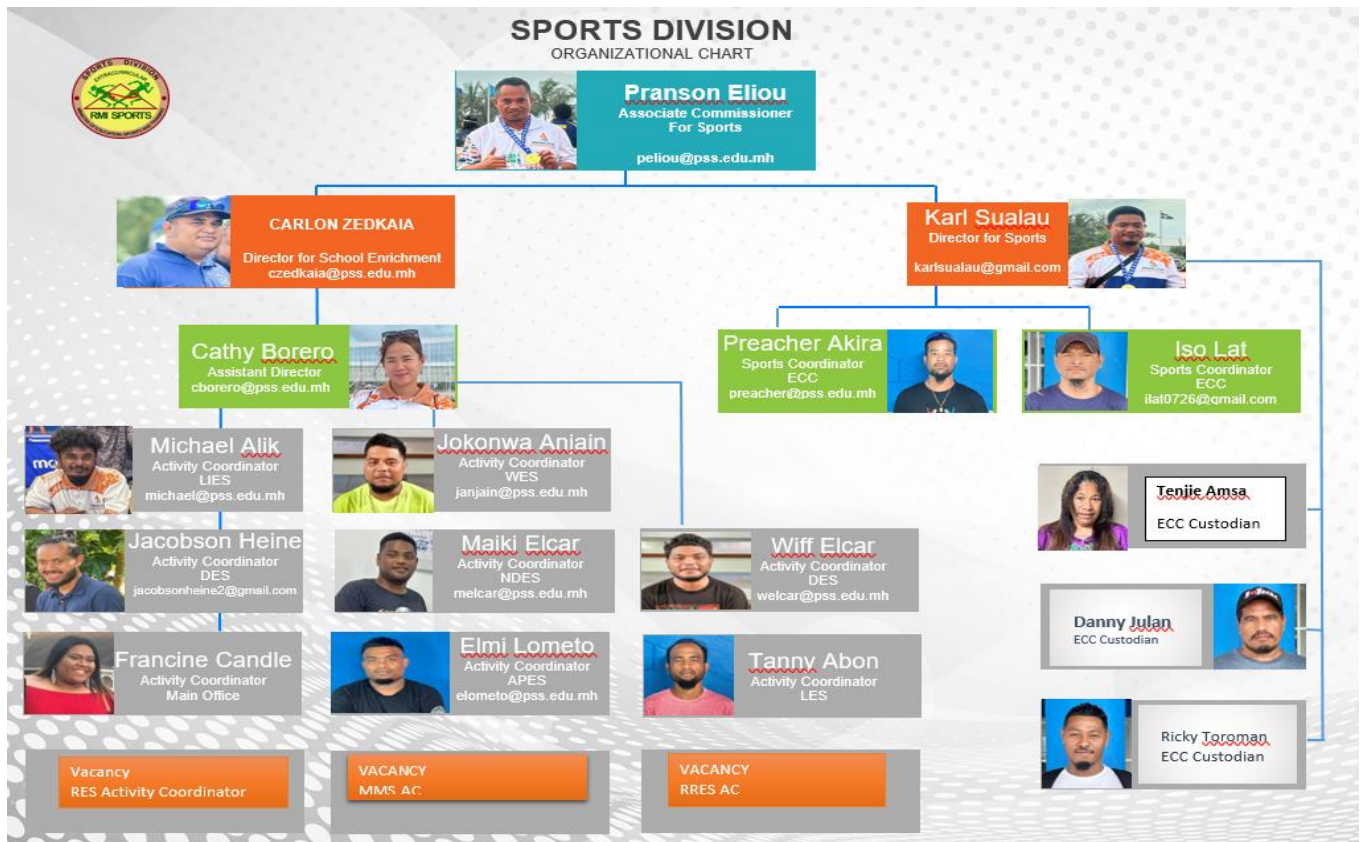 SPORTS DIVISION
ORGANIZATIONAL CHART
SPORTS DIVISION
EXTRACURRICULAR
RMI SPORTS
Pranson Eliou
Associate Commissioner
For Sports
peliou@pss.edu.mh
CARLON ZEDKAIA
Director for School Enrichment
czedkaia@pss.edu.mh
Karl Sualau
Director for Sports
karlsualau@gmail.com
Cathy Borero
Assistant Director
cborero@pss.edu.mh
Preacher Akira
Sports Coordinator
ECC
preacher@pss.edu.mh
Iso Lat
Sports Coordinator
ECC
ilat0726@gmail.com
Michael Alik
Activity Coordinator
LIES
michael@pss.edu.mh
Jokonwa Anjain
Activity Coordinator
WES
janjain@pss.edu.mh
Jacobson Heine
Activity Coordinator
DES
jacobsonheine2@gmail.com
Maiki Elcar
Activity Coordinator
NDES
melcar@pss.edu.mh
Wiff Elcar
Activity Coordinator
DES
welcar@pss.edu.mh
Francine Candle
Activity Coordinator
Main Office
Elmi Lometo
Activity Coordinator
APES
elometo@pss.edu.mh
Tanny Abon
Activity Coordinator
LES
Tenjie Amsa
ECC Custodian
Danny Julan
ECC Custodian
Ricky Toroman
ECC Custodian
Vacancy
RES Activity Coordinator
VACANCY
MMS AC
VACANCY
RRES AC